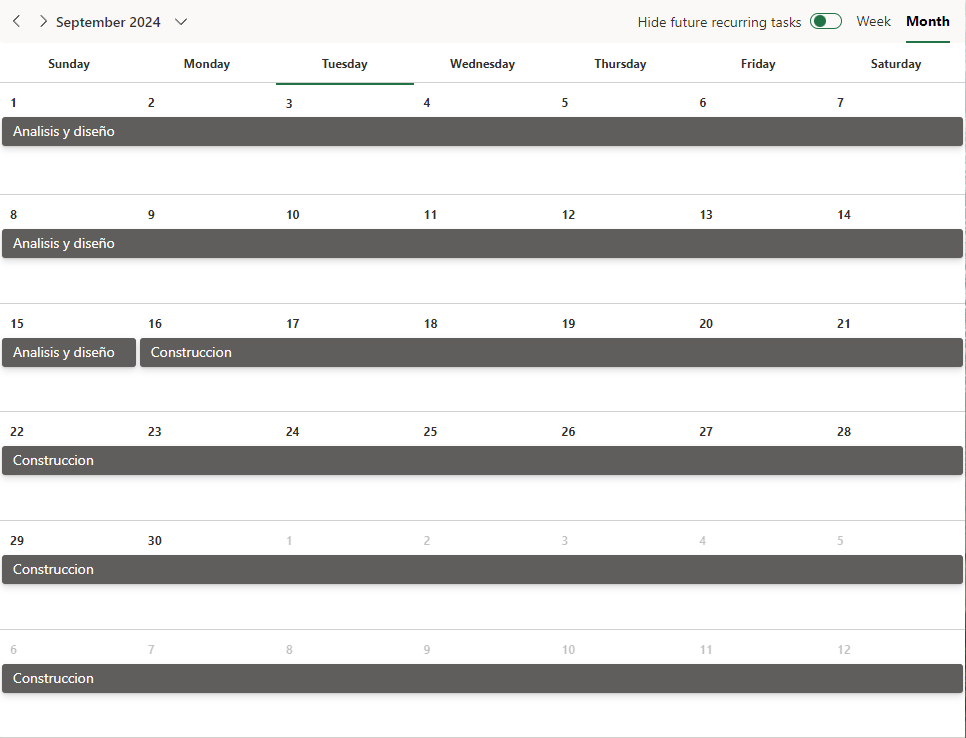 September 2024 Hide future recurring tasks Week Month
Sunday Monday Tuesday Wednesday Thursday Friday Saturday
1 2 3 4 5 6 7
Analisis y diseño
8 9 10 11 12 13 14
Analisis y diseño
15 16 17 18 19 20 21
Analisis y diseño Construccion
22 23 24 25 26 27 28
Construccion
29 30 1 2 3 4 5
Construccion
6 7 8 9 10 11 12
Construccion